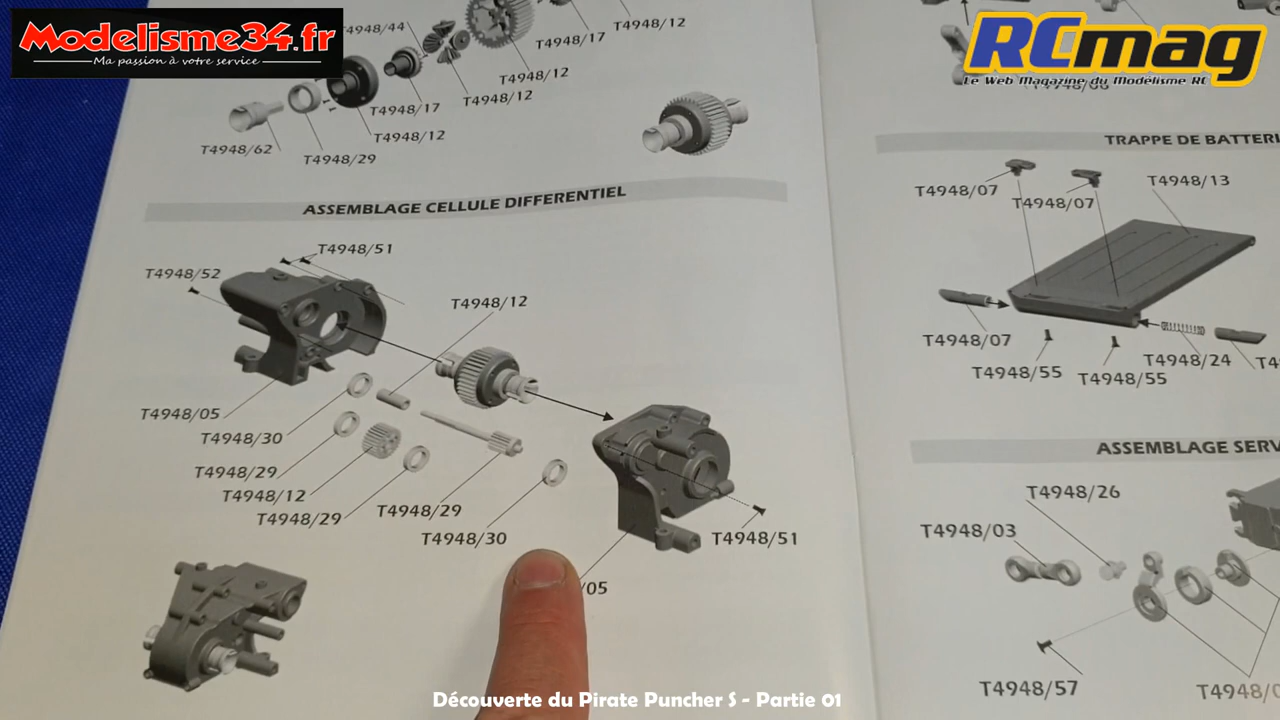 Modelisme34.fr
Ma passion à votre service
RCmag
Le Web Magazine du Modelisme RC
T4948/44
T4948/12
T4948/17
T4948/12
T4948/12
T4948/17
T4948/12
T4948/62
T4948/29
ASSEMBLAGE CELLULE DIFFERENTIEL
T4948/51
T4948/52
T4948/12
T4948/05
T4948/30
T4948/29
T4948/12
T4948/29
T4948/29
T4948/30
T4948/51
/05
TRAPPE DE BATTERI
T4948/07
T4948/07
T4948/13
T4948/07
T4948/24
T4948/55
T4948/55
ASSEMBLAGE SERV
T4948/26
T4948/03
T4948/57
Découverte du Pirate Puncher S - Partie 01